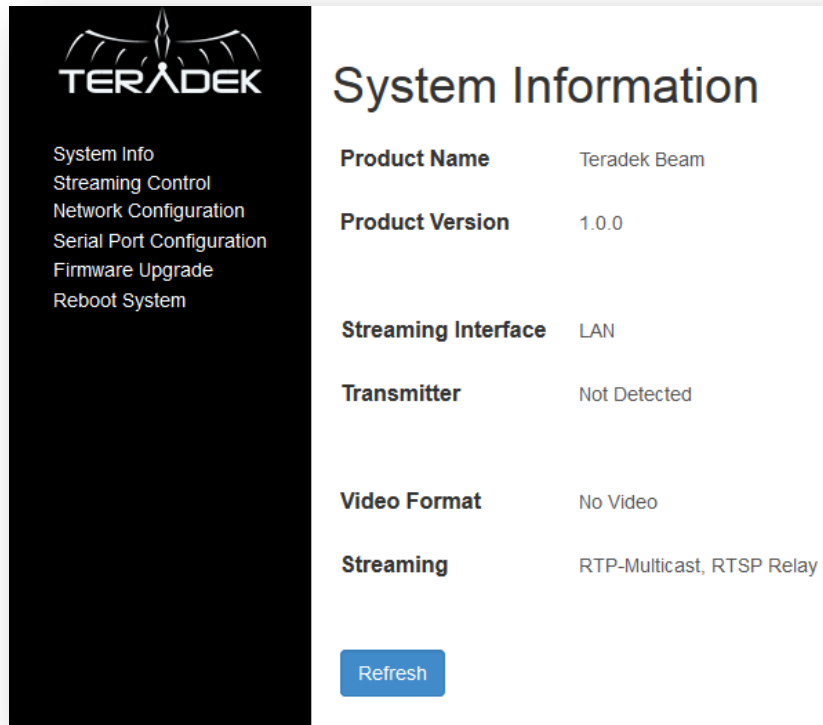 TERADEK
System Info
Streaming Control
Network Configuration
Serial Port Configuration
Firmware Upgrade
Reboot System
System Information
Product Name Teradek Beam
Product Version 1.0.0
Streaming Interface LAN
Transmitter Not Detected
Video Format No Video
Streaming RTP-Multicast, RTSP Relay
Refresh